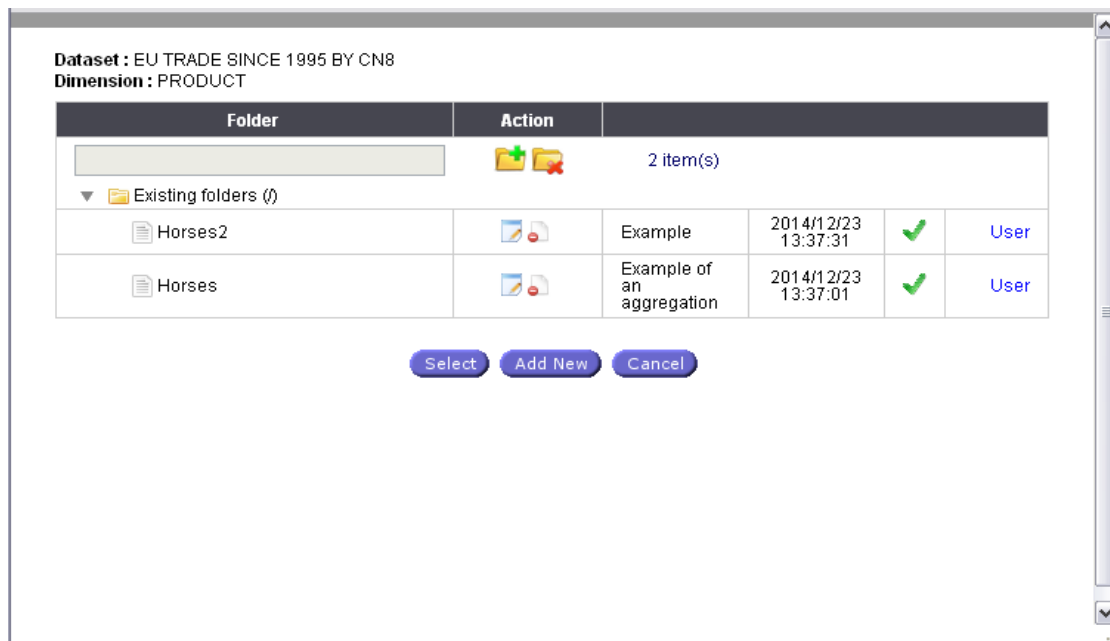 Dataset : EU TRADE SINCE 1995 BY CN8
Dimension : PRODUCT
Folder Action
2 item(s)
Existing folders (/)
Horses2 Example 2014/12/23 13:37:31 User
Horses Example of an aggregation 2014/12/23 13:37:01 User
Select Add New Cancel